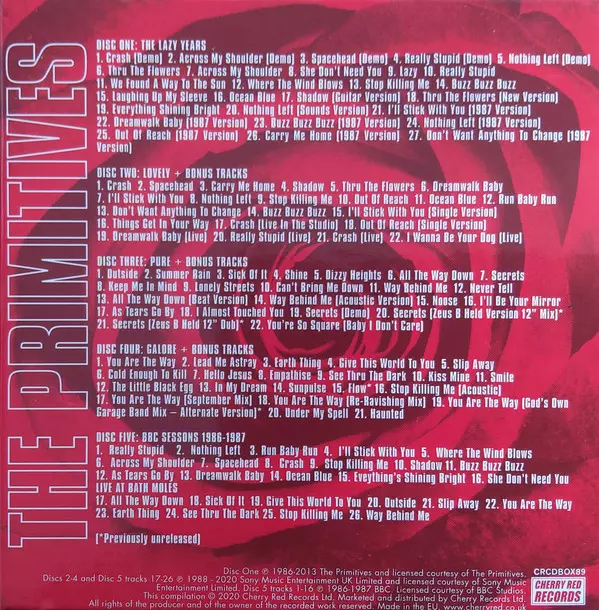 THE PRIMITIVES
DISC ONE: THE LAZY YEARS
1. Crash (Demo) 2. Across My Shoulder (Demo) 3. Spacehead (Demo) 4. Really Stupid (Demo) 5. Nothing Left (Demo)
6. Thru The Flowers 7. Across My Shoulder 8. She Don't Need You 9. Lazy 10. Really Stupid
11. We Found A Way To The Sun 12. Where The Wind Blows 13. Stop Killing Me 14. Buzz Buzz Buzz
15. Laughing Up My Sleeve 16. Ocean Blue 17. Shadow (Guitar Version) 18. Thru The Flowers (New Version)
19. Everything Shining Bright 20. Nothing Left (Sounds Version) 21. I'll Stick With You (1987 Version)
22. Dreamwalk Baby (1987 Version) 23. Buzz Buzz Buzz (1987 Version) 24. Nothing Left (1987 Version)
25. Out Of Reach (1987 Version) 26. Carry Me Home (1987 Version) 27. Don't Want Anything To Change (1987
Version)
DISC TWO: LOVELY + BONUS TRACKS
1. Crash 2. Spacehead 3. Carry Me Home 4. Shadow 5. Thru The Flowers 6. Dreamwalk Baby
7. I'll Stick With You 8. Nothing Left 9. Stop Killing Me 10. Out Of Reach 11. Ocean Blue 12. Run Baby Run
13. Don't Want Anything To Change 14. Buzz Buzz Buzz 15. I'll Stick With You (Single Version)
16. Things Get In Your Way 17. Crash (Live In The Studio) 18. Out Of Reach (Single Version)
19. Dreamwalk Baby (Live) 20. Really Stupid (Live) 21. Crash (Live) 22. I Wanna Be Your Dog (Live)
DISC THREE: PURE + BONUS TRACKS
1. Outside 2. Summer Rain 3. Sick Of It 4. Shine 5. Dizzy Heights 6. All The Way Down 7. Secrets
8. Keep Me In Mind 9. Lonely Streets 10. Can't Bring Me Down 11. Way Behind Me 12. Never Tell
13. All The Way Down (Beat Version) 14. Way Behind Me (Acoustic Version) 15. Noose 16. I'll Be Your Mirror
17. As Tears Go By 18. I Almost Touched You 19. Secrets (Demo) 20. Secrets (Zeus B Held Version 12" Mix)*
21. Secrets (Zeus B Held 12" Dub)* 22. You're So Square (Baby I Don't Care)
DISC FOUR: GALORE + BONUS TRACKS
1. You Are The Way 2. Lead Me Astray 3. Earth Thing 4. Give This World To You 5. Slip Away
6. Cold Enough To Kill 7. Hello Jesus 8. Empathise 9. See Thru The Dark 10. Kiss Mine 11. Smile
12. The Little Black Egg 13. In My Dream 14. Sunpulse 15. Flow* 16. Stop Killing Me (Acoustic)
17. You Are The Way (September Mix) 18. You Are The Way (Re-Ravishing Mix) 19. You Are The Way (God's Own
Garage Band Mix – Alternate Version)* 20. Under My Spell 21. Haunted
DISC FIVE: BBC SESSONS 1986-1987
1. Really Stupid 2. Nothing Left 3. Run Baby Run 4. I'll Stick With You 5. Where The Wind Blows
6. Across My Shoulder 7. Spacehead 8. Crash 9. Stop Killing Me 10. Shadow 11. Buzz Buzz Buzz
12. As Tears Go By 13. Dreamwalk Baby 14. Ocean Blue 15. Eveything's Shining Bright 16. She Don't Need You
LIVE AT BATH MOLES
17. All The Way Down 18. Sick Of It 19. Give This World To You 20. Outside 21. Slip Away 22. You Are The Way
23. Earth Thing 24. See Thru The Dark 25. Stop Killing Me 26. Way Behind Me
(*Previously unreleased)
Disc One ℗ 1986-2013 The Primitives and licensed courtesy of The Primitives.
Discs 2-4 and Disc 5 tracks 17-26 ℗ 1988 - 2020 Sony Music Entertainment UK Limited and licensed courtesy of Sony Music
Entertainment Limited. Disc 5 tracks 1-16 ℗ 1986-1987 BBC. Licensed courtesy of BBC Studios.
This compilation © 2020 Cherry Red Records Ltd. Marketed and distributed by Cherry Red Records Ltd.
All rights of the producer and of the owner of the recorded work reserved. Made in the EU. www.cherryred.co.uk
CRCDBOX89
CHERRY RED
RECORDS